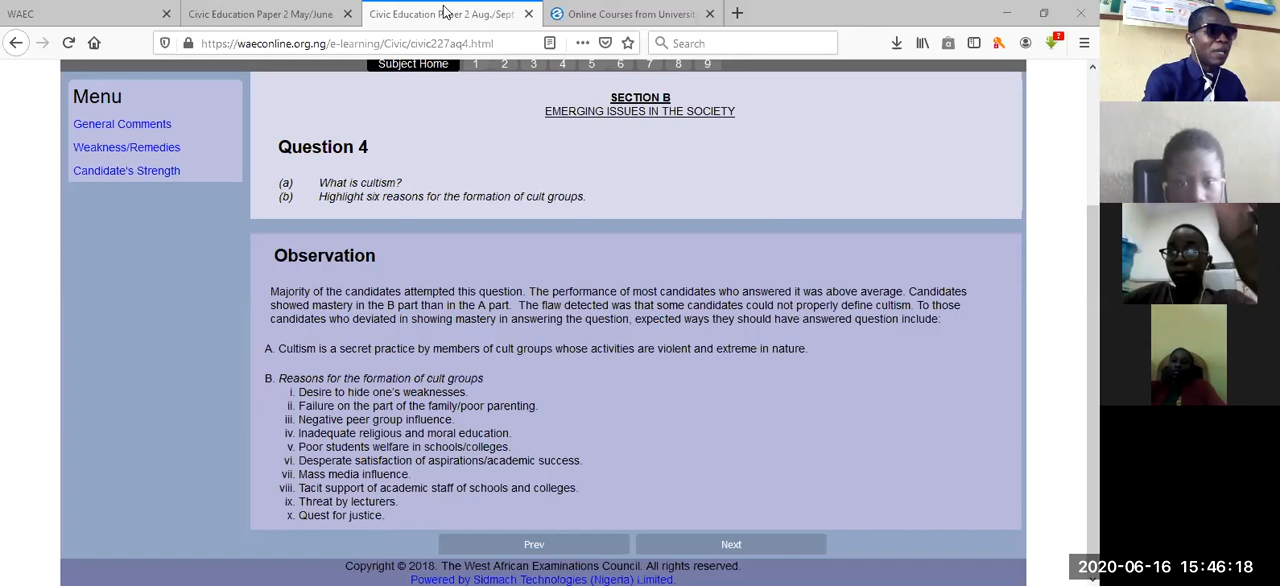 WAEC
Civic Education Paper 2 May/June
Civic Education Paper 2 Aug./Sept
Online Courses from Universit
https://waeconline.org.ng/e-learning/Civic/civic227aq4.html
Search
?
Subject Home 1 2 3 4 5 6 7 8 9
Menu
General Comments
Weakness/Remedies
Candidate's Strength
SECTION B
EMERGING ISSUES IN THE SOCIETY
Question 4
(a) What is cultism?
(b) Highlight six reasons for the formation of cult groups.
Observation
Majority of the candidates attempted this question. The performance of most candidates who answered it was above average. Candidates
showed mastery in the B part than in the A part. The flaw detected was that some candidates could not properly define cultism. To those
candidates who deviated in showing mastery in answering the question, expected ways they should have answered question include:
A. Cultism is a secret practice by members of cult groups whose activities are violent and extreme in nature.
B. Reasons for the formation of cult groups
i. Desire to hide one's weaknesses.
ii. Failure on the part of the family/poor parenting.
iii. Negative peer group influence.
iv. Inadequate religious and moral education.
v. Poor students welfare in schools/colleges.
vi. Desperate satisfaction of aspirations/academic success.
vii. Mass media influence.
viii. Tacit support of academic staff of schools and colleges.
ix. Threat by lecturers.
x. Quest for justice.
Prev
Next
Copyright © 2018. The West African Examinations Council. All rights reserved.
Powered by Sidmach Technologies (Nigeria) Limited.
2020-06-16 15:46:18